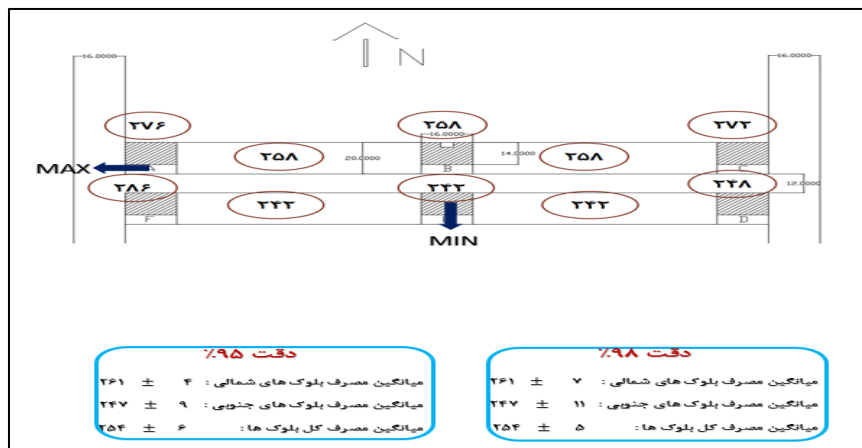 N
16.0000 16.0000
۲۷۶ ۲۵۸ ۲۷۲
16.0000
۲۵۸ 20.0000 14.0000 ۲۵۸
MAX A B C
۲۸۶ ۲۴۲ ۲۴۸ 12.0000
۲۴۲ ۲۴۲
F D
MIN
دقت ۹۵٪
میانگین مصرف بلوک های شمالی : ۴ ± ۲۶۱
میانگین مصرف بلوک های جنوبی : ۹ ± ۲۴۷
میانگین مصرف کل بلوک ها : ۶ ± ۲۵۴
دقت ۹۸٪
میانگین مصرف بلوک های شمالی : ۷ ± ۲۶۱
میانگین مصرف بلوک های جنوبی : ۱۱ ± ۲۴۷
میانگین مصرف کل بلوک ها : ۵ ± ۲۵۴